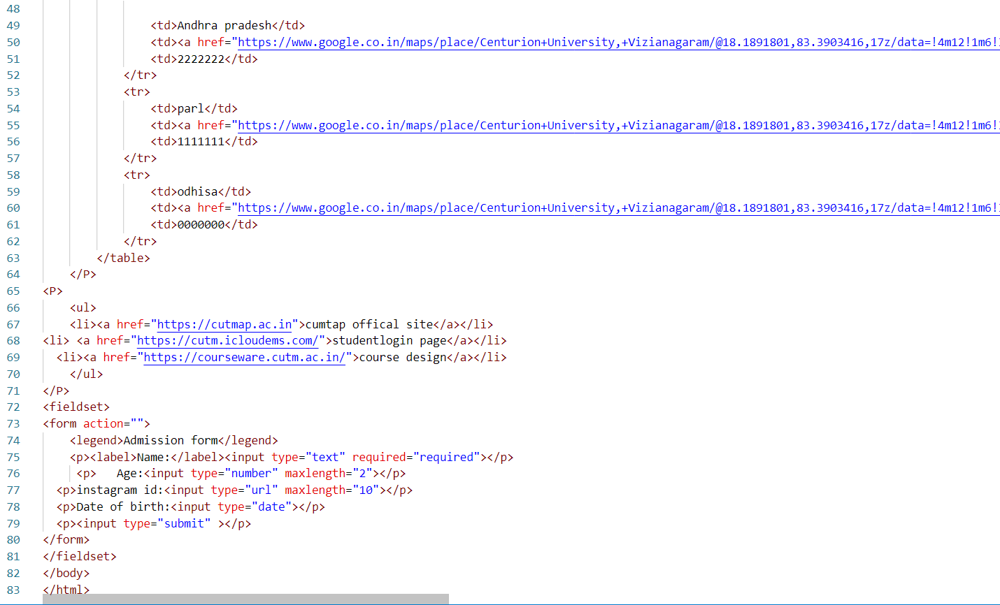 48
49 <td>Andhra pradesh</td>
50 <td><a href="https://www.google.co.in/maps/place/Centurion+University,+Vizianagaram/@18.1891801,83.3903416,17z/data=!4m12!1m6!
51 <td>2222222</td>
52 </tr>
53 <tr>
54 <td>parl</td>
55 <td><a href="https://www.google.co.in/maps/place/Centurion+University,+Vizianagaram/@18.1891801,83.3903416,17z/data=!4m12!1m6!
56 <td>1111111</td>
57 </tr>
58 <tr>
59 <td>odhisa</td>
60 <td><a href="https://www.google.co.in/maps/place/Centurion+University,+Vizianagaram/@18.1891801,83.3903416,17z/data=!4m12!1m6!
61 <td>0000000</td>
62 </tr>
63 </table>
64 </P>
65 <P>
66 <ul>
67 <li><a href="https://cutmap.ac.in">cumtap offical site</a></li>
68 <li> <a href="https://cutm.icloudems.com/">studentlogin page</a></li>
69 <li><a href="https://courseware.cutm.ac.in/">course design</a></li>
70 </ul>
71 </P>
72 <fieldset>
73 <form action="">
74 <legend>Admission form</legend>
75 <p><label>Name:</label><input type="text" required="required"></p>
76 <p>   Age:<input type="number" maxlength="2"></p>
77 <p>instagram id:<input type="url" maxlength="10"></p>
78 <p>Date of birth:<input type="date"></p>
79 <p><input type="submit" ></p>
80 </form>
81 </fieldset>
82 </body>
83 </html>